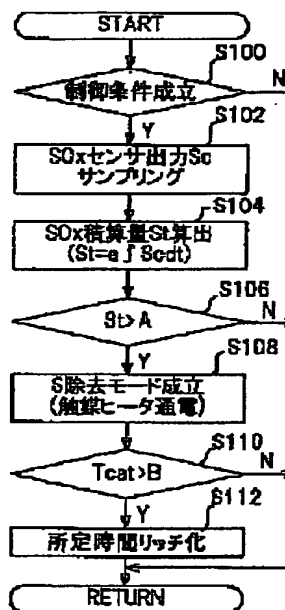 START
S100
制御条件成立
N
Y
S102
SOxセンサ出力Sc
サンプリング
S104
SOx積算量St算出
(St=a∫Scdt)
S106
St>A
N
Y
S108
S除去モード成立
(触媒ヒータ通電)
S110
Tcat>B
N
Y
S112
所定時間リッチ化
RETURN